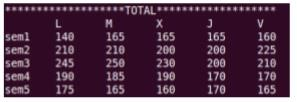 ********************TOTAL********************
L M X J V
sem1 140 165 165 165 160
sem2 210 210 200 200 225
sem3 245 250 230 200 210
sem4 190 185 190 170 170
sem5 175 165 160 170 165